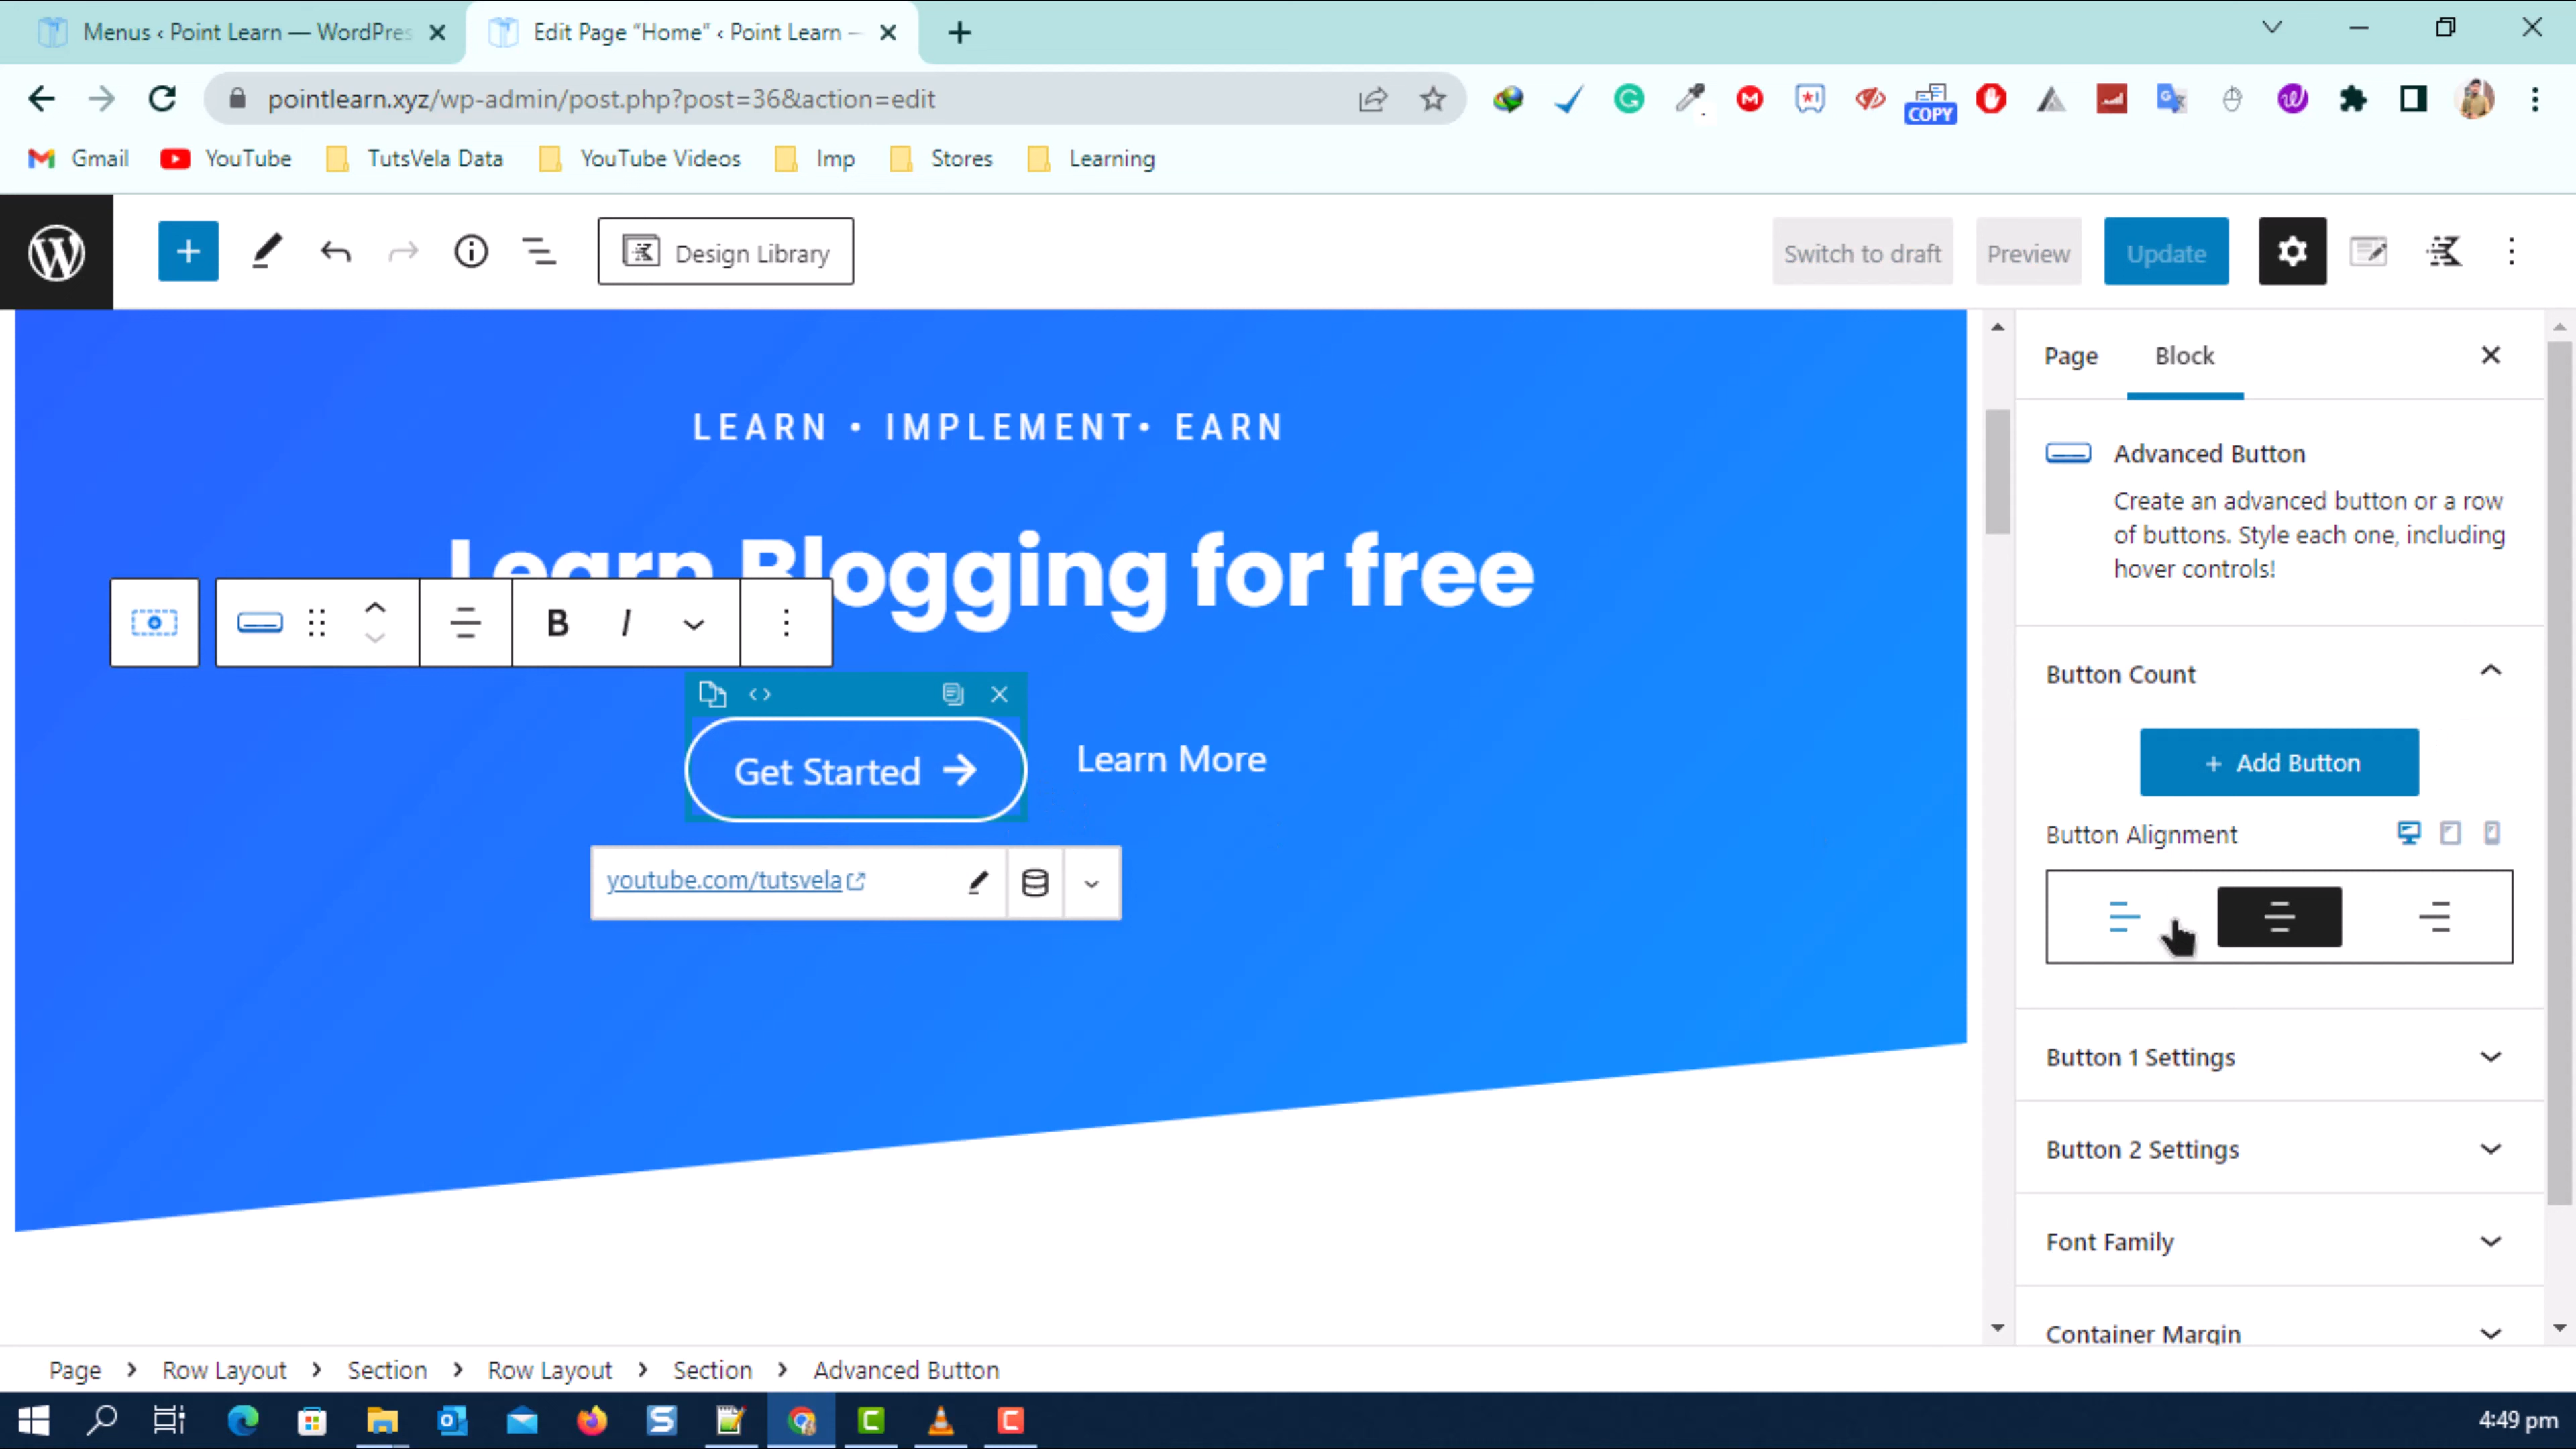 Menus ‹ Point Learn — WordPres
Edit Page “Home” ‹ Point Learn —
pointlearn.xyz/wp-admin/post.php?post=36&action=edit
COPY
Gmail
YouTube
TutsVela Data
YouTube Videos
Imp
Stores
Learning
Design Library
Switch to draft
Preview
Update
Page
Block
Advanced Button
Create an advanced button or a row
of buttons. Style each one, including
hover controls!
LEARN • IMPLEMENT• EARN
Learn Blogging for free
B I
Get Started
Learn More
youtube.com/tutsvela
Button Count
+ Add Button
Button Alignment
Button 1 Settings
Button 2 Settings
Font Family
Container Margin
Page › Row Layout › Section › Row Layout › Section › Advanced Button
4:49 pm